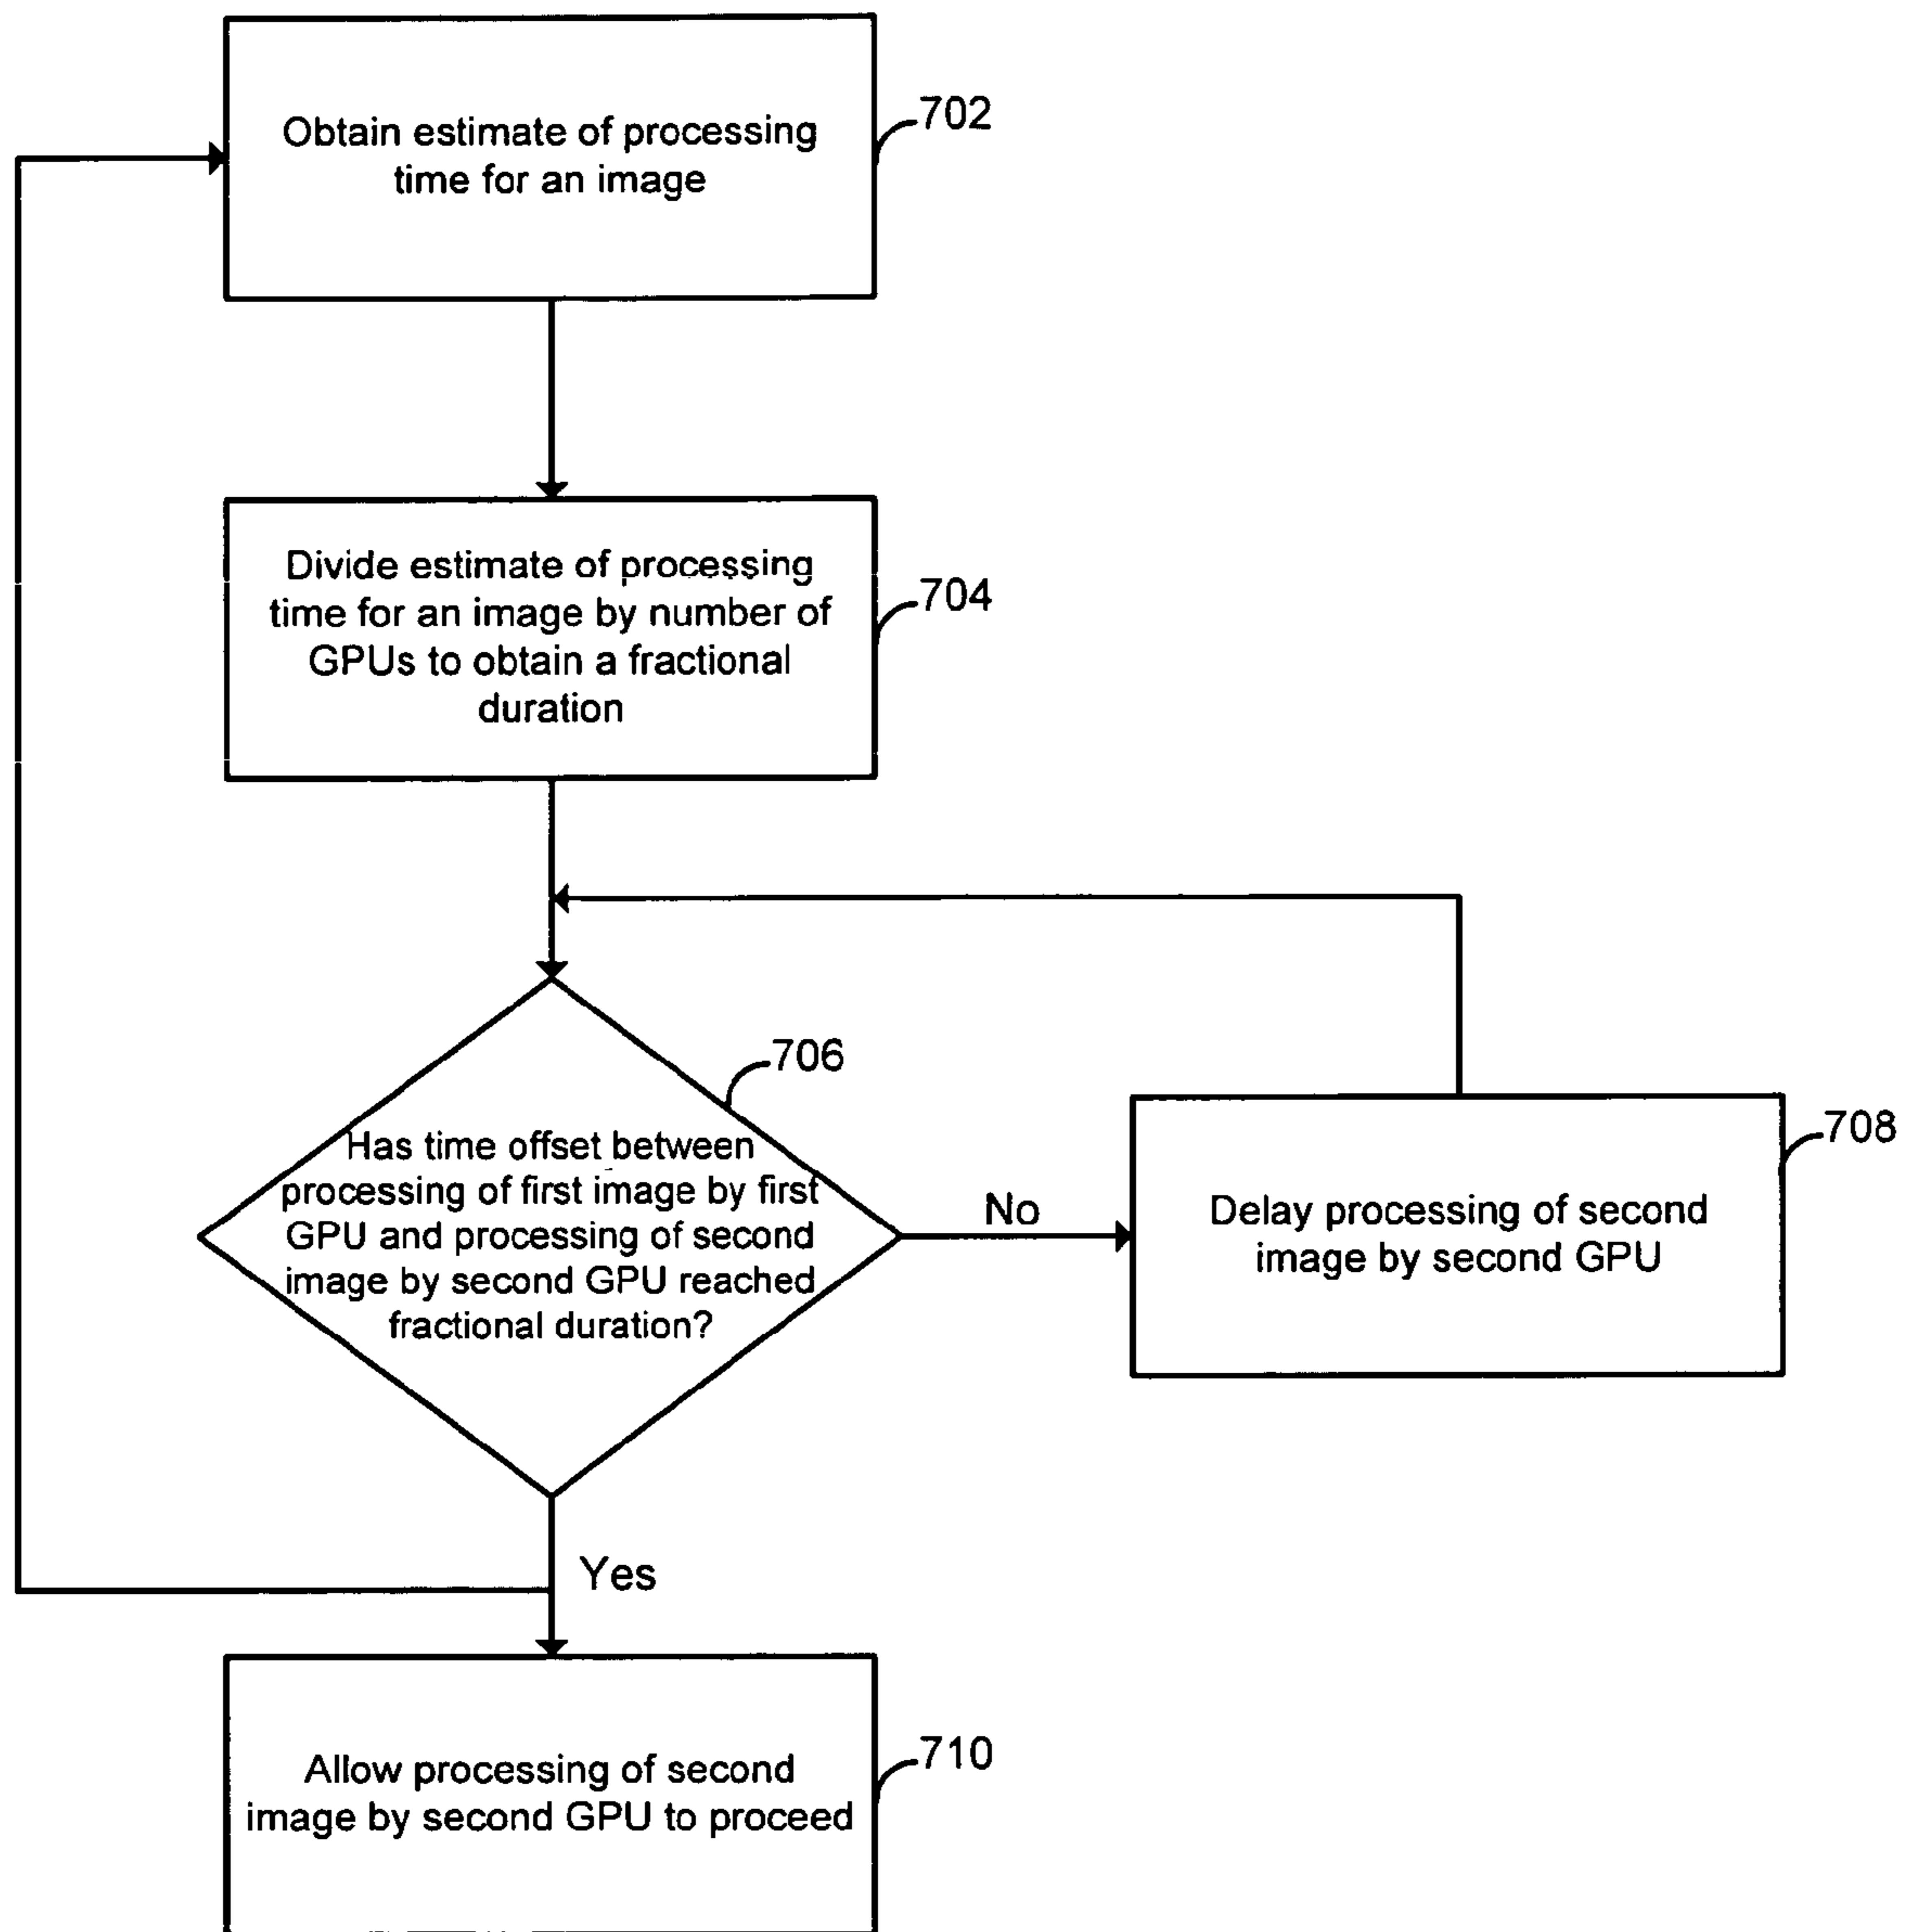 Obtain estimate of processing
time for an image
702
Divide estimate of processing
time for an image by number of
GPUs to obtain a fractional
duration
704
706
Has time offset between
processing of first image by first
GPU and processing of second
image by second GPU reached
fractional duration?
No
708
Delay processing of second
image by second GPU
Yes
Allow processing of second
image by second GPU to proceed
710